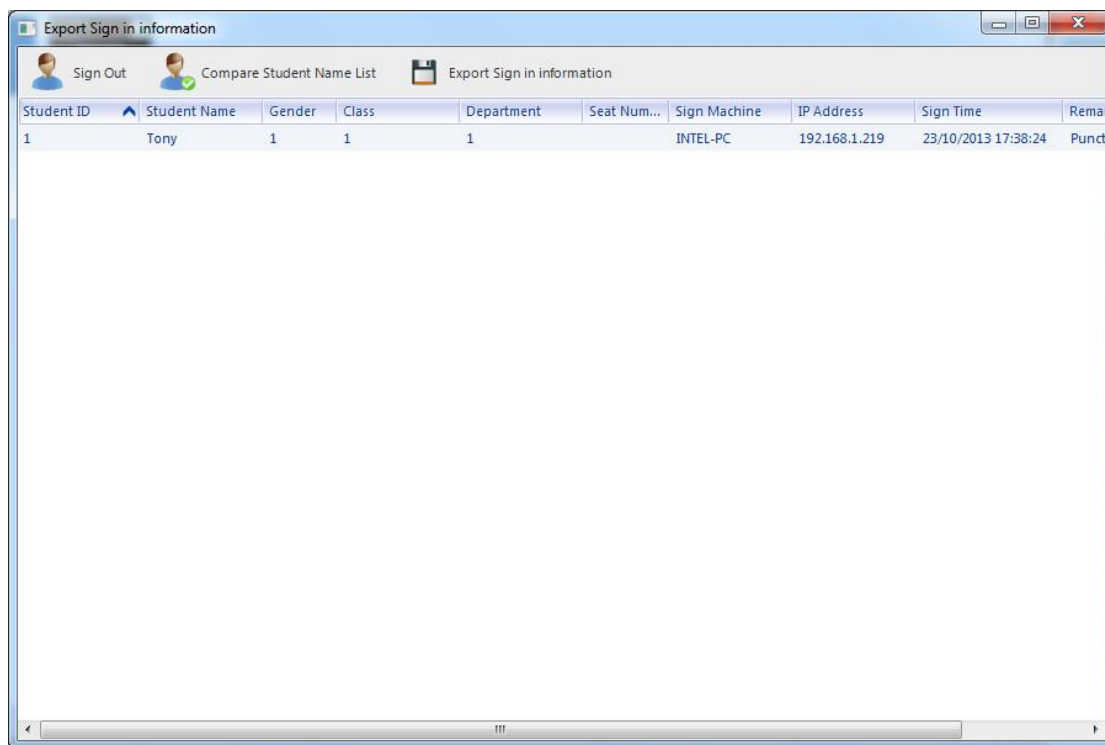 Export Sign in information
Sign Out Compare Student Name List Export Sign in information
Student ID Student Name Gender Class Department Seat Num... Sign Machine IP Address Sign Time Rema
1 Tony 1 1 1 INTEL-PC 192.168.1.219 23/10/2013 17:38:24 Punct